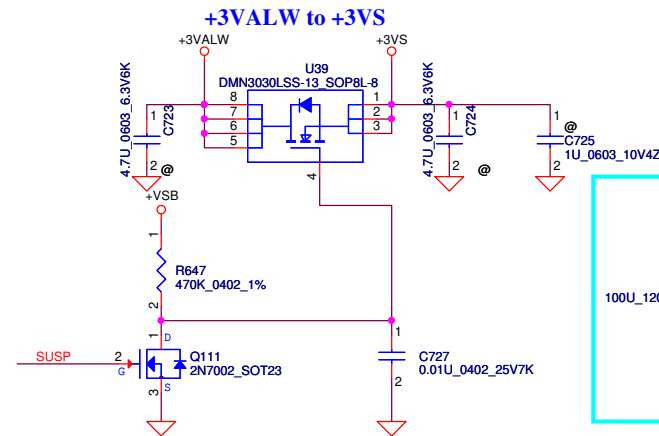 +3VALW to +3VS
+3VALW
+3VS
U39
DMN3030LSS-13_SOP8L-8
8
7
6
5
1
2
3
4
4.7U_0603_6.3V6K
C723
1
2
@
4.7U_0603_6.3V6K
C724
1
2
@
1
2
@
C725
1U_0603_10V4Z
+VSB
1
R647
470K_0402_1%
2
100U_120
SUSP
2
G
1
D
Q111
2N7002_SOT23
3
S
1
C727
0.01U_0402_25V7K
2